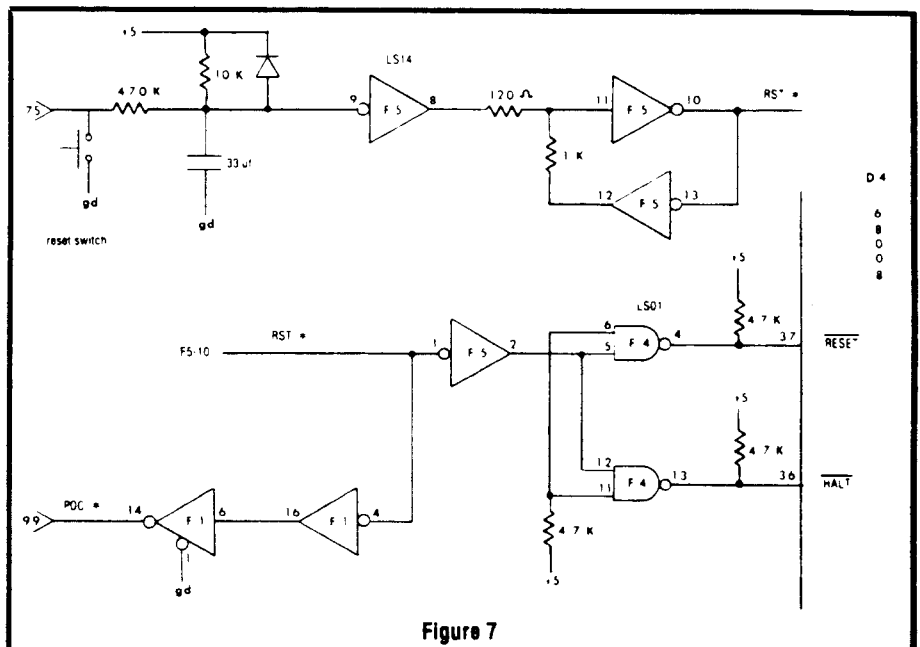 +5
LS14
10 K
470 K
120 Ω
75
9
F 5
8
11
F 5
10
RST *
33 uf
1 K
12
F 5
13
gd
gd
reset switch
D 4
6
8
0
0
8
+5
LS01
4.7 K
RST *
F5-10
1
F 5
2
6
5
F 4
4
37
RESET
+5
4.7 K
12
11
F 4
13
36
HALT
POC *
99
14
F 1
6
16
F 1
4
1
gd
4.7 K
+5
Figure 7